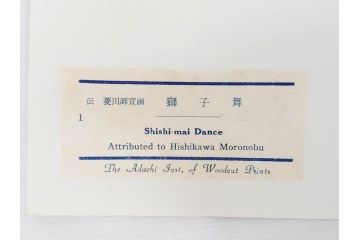 伝 菱川師宣画 獅子舞
1
Shishi-mai Dance
Attributed to Hishikawa Moronobu
The Adachi Inst. of Woodcut Prints